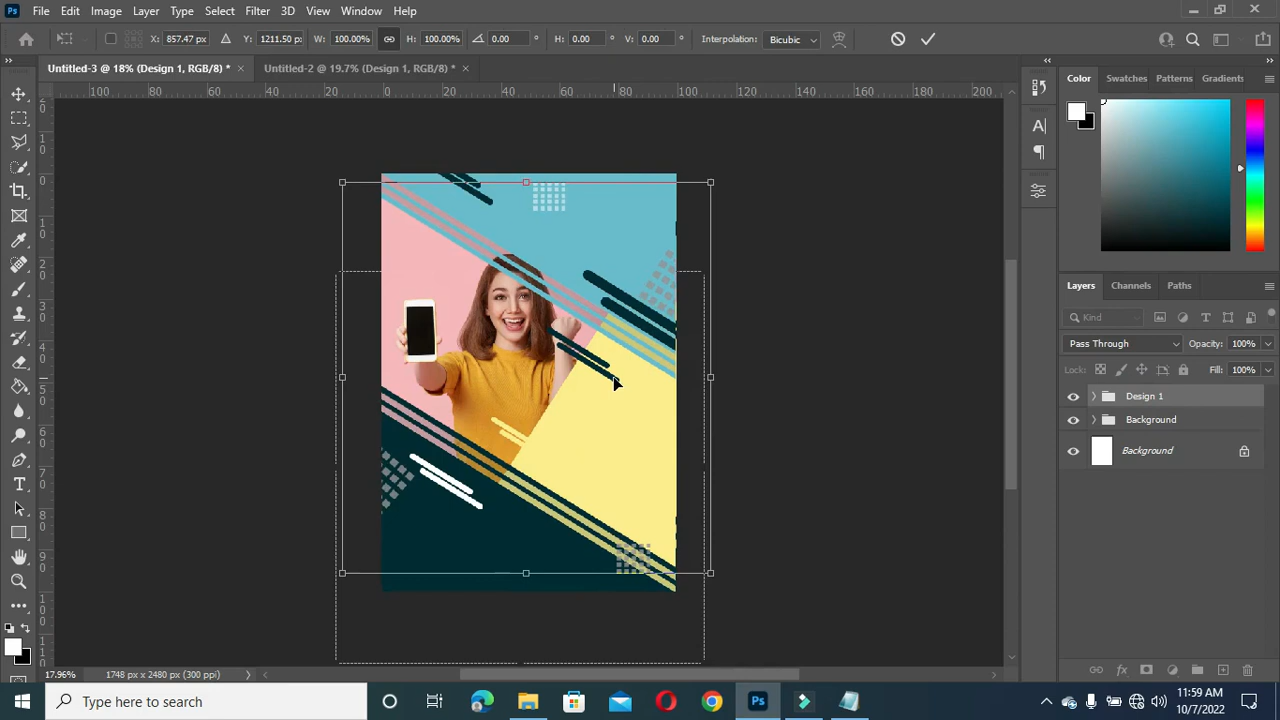 Ps File Edit Image Layer Type Select Filter 3D View Window Help
X: 857.47 px Y: 1211.50 px W: 100.00% H: 100.00% 0.00 ° H: 0.00 ° V: 0.00 ° Interpolation: Bicubic
Untitled-3 @ 18% (Design 1, RGB/8) * × Untitled-2 @ 19.7% (Design 1, RGB/8) * ×
100 80 60 40 20 0 20 40 60 80 100 120 140 160 180 200
Color Swatches Patterns Gradients
Layers Channels Paths
Kind
Pass Through Opacity: 100%
Lock: Fill: 100%
Design 1
Background
Background
17.96% 1748 px x 2480 px (300 ppi)
Type here to search
ENG
11:59 AM
10/7/2022